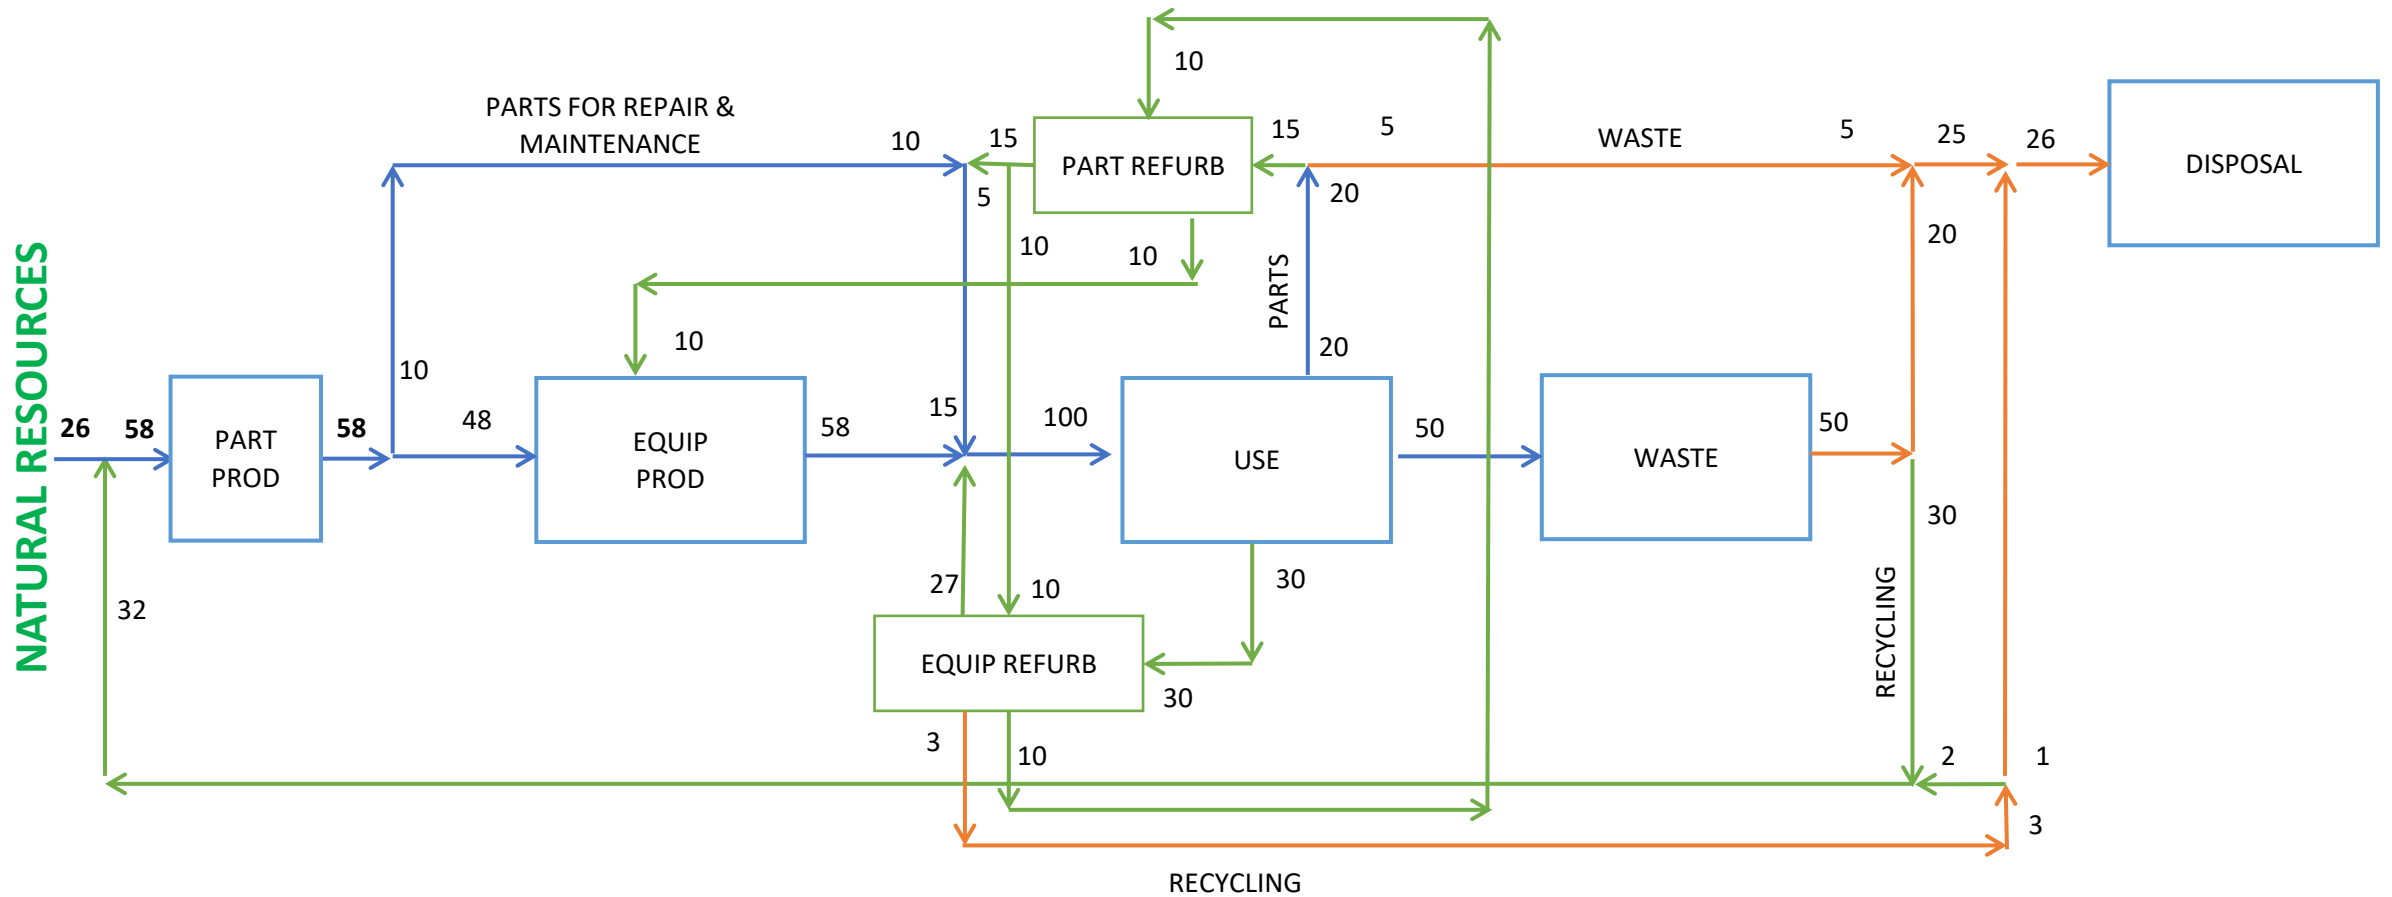 10
PARTS FOR REPAIR &
MAINTENANCE
10
15
PART REFURB
15
5
WASTE
5
25
26
DISPOSAL
5
20
10
10
20
NATURAL RESOURCES
PARTS
10
20
10
26
58
PART
PROD
58
48
EQUIP
PROD
58
15
100
USE
50
WASTE
50
30
32
27
10
30
RECYCLING
EQUIP REFURB
30
3
10
2
1
3
RECYCLING